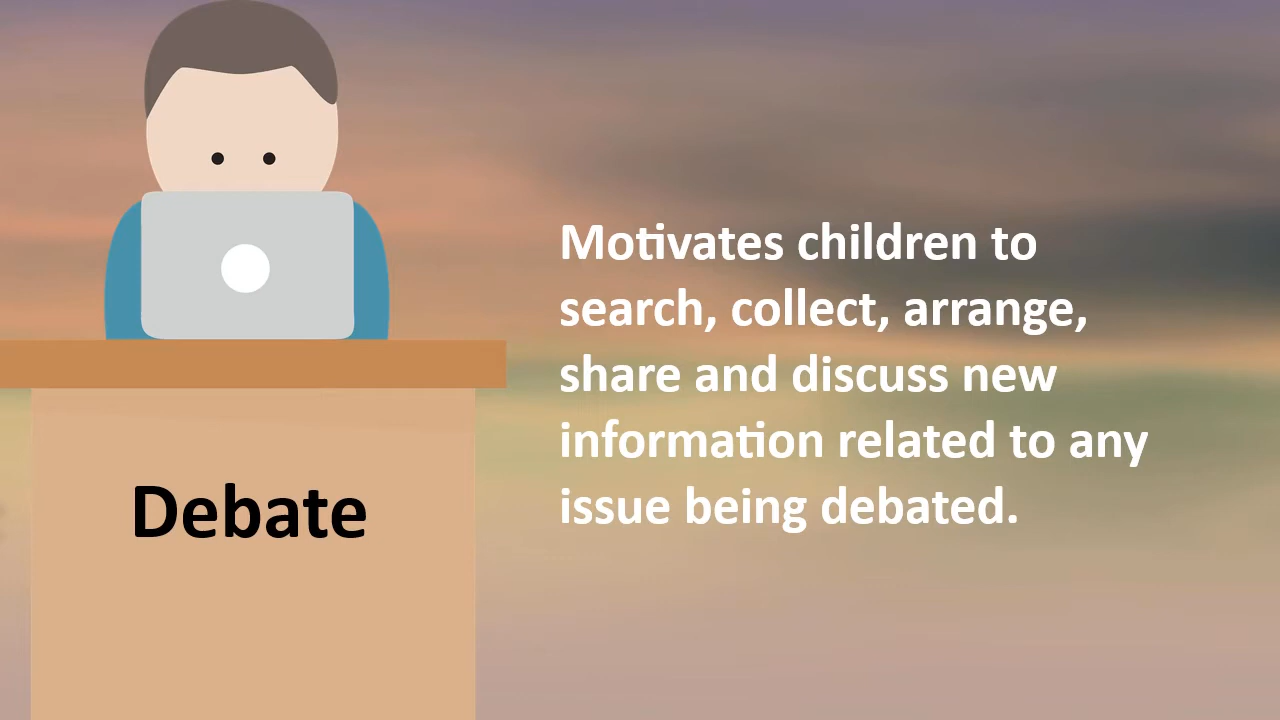 Debate
Motivates children to
search, collect, arrange,
share and discuss new
information related to any
issue being debated.